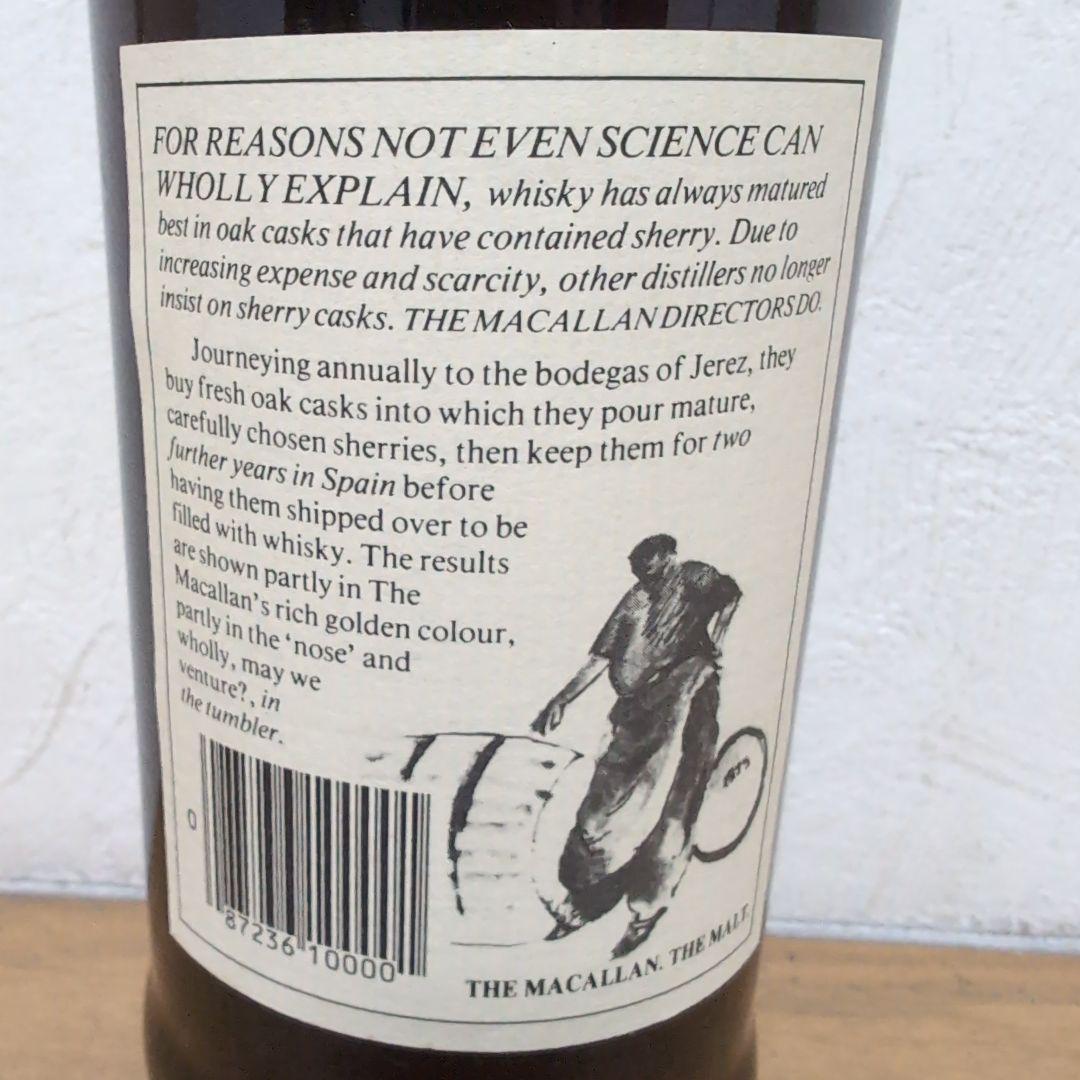 FOR REASONS NOT EVEN SCIENCE CAN
WHOLLY EXPLAIN, whisky has always matured
best in oak casks that have contained sherry. Due to
increasing expense and scarcity, other distillers no longer
insist on sherry casks. THE MACALLAN DIRECTORS DO.
Journeying annually to the bodegas of Jerez, they
buy fresh oak casks into which they pour mature,
carefully chosen sherries, then keep them for two
further years in Spain before
having them shipped over to be
filled with whisky. The results
are shown partly in The
Macallan's rich golden colour,
partly in the 'nose' and
wholly, may we
venture?, in
the tumbler.
0
87236 10000
THE MACALLAN. THE MALT.